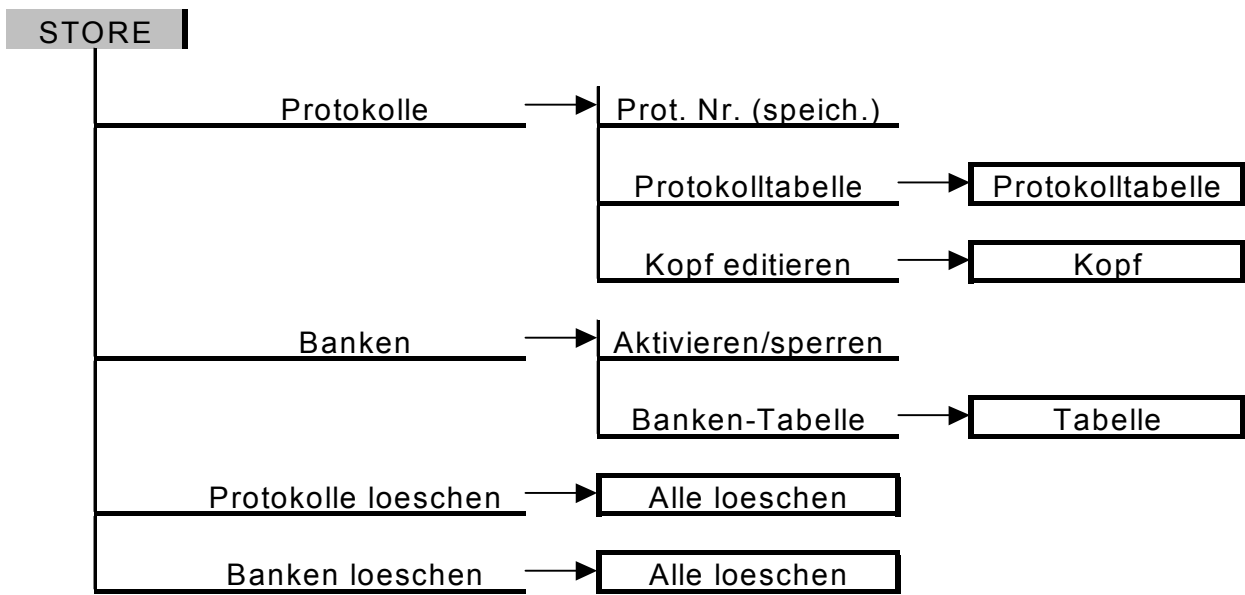 STORE
Protokolle
Prot. Nr. (speich.)
Protokolltabelle
Protokolltabelle
Kopf editieren
Kopf
Banken
Aktivieren/sperren
Banken-Tabelle
Tabelle
Protokolle loeschen
Alle loeschen
Banken loeschen
Alle loeschen